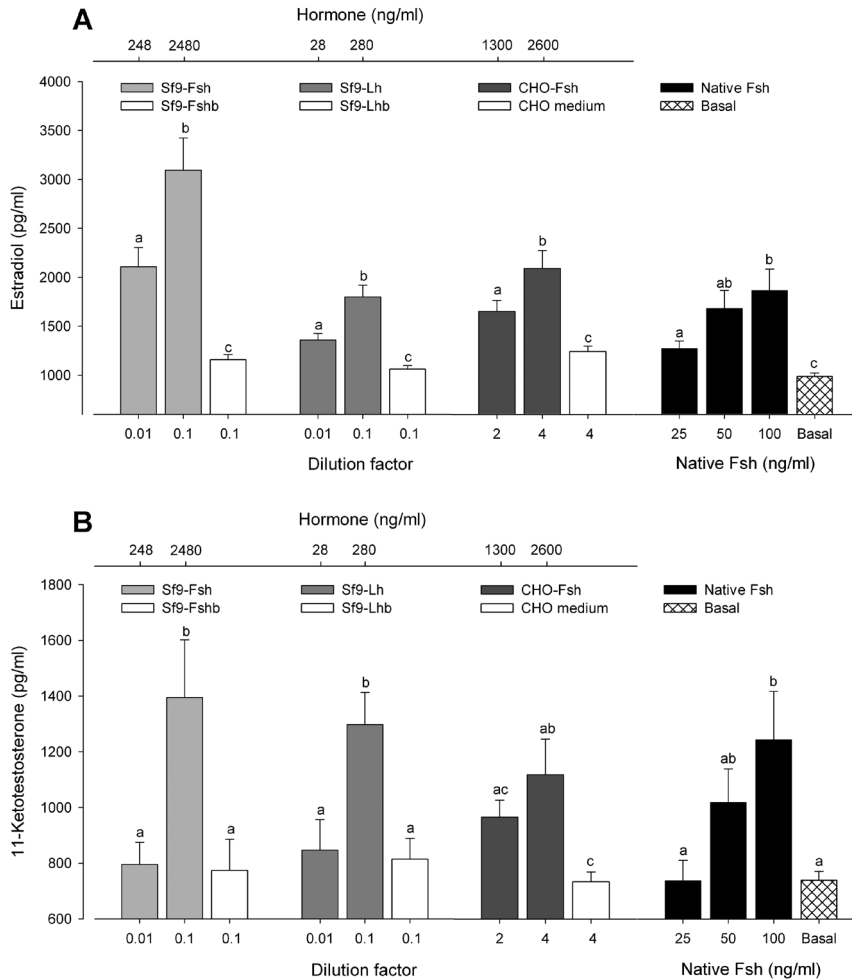 A
Hormone (ng/ml)
248 2480 28 280 1300 2600
4000
3500
3000
2500
2000
1500
1000
Estradiol (pg/ml)
Sf9-Fsh Sf9-Lh CHO-Fsh Native Fsh
Sf9-Fshb Sf9-Lhb CHO medium Basal
a b c a b c a b c a ab b c
0.01 0.1 0.1 0.01 0.1 0.1 2 4 4 25 50 100 Basal
Dilution factor Native Fsh (ng/ml)
B
Hormone (ng/ml)
248 2480 28 280 1300 2600
1800
1600
1400
1200
1000
800
600
11-Ketotestosterone (pg/ml)
Sf9-Fsh Sf9-Lh CHO-Fsh Native Fsh
Sf9-Fshb Sf9-Lhb CHO medium Basal
a b a a b a ac ab c a ab b a
0.01 0.1 0.1 0.01 0.1 0.1 2 4 4 25 50 100 Basal
Dilution factor Native Fsh (ng/ml)